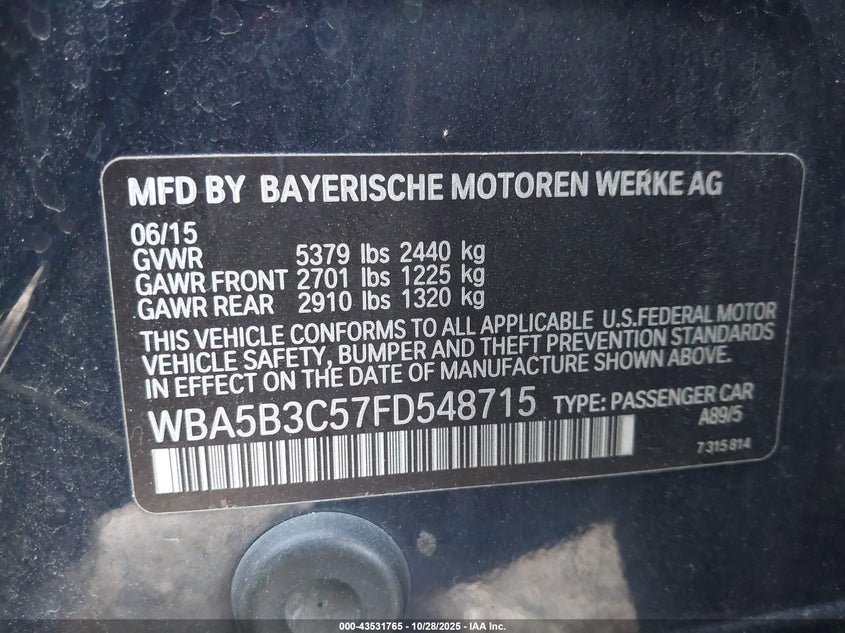 MFD BY BAYERISCHE MOTOREN WERKE AG
06/15
GVWR 5379 lbs 2440 kg
GAWR FRONT 2701 lbs 1225 kg
GAWR REAR 2910 lbs 1320 kg
THIS VEHICLE CONFORMS TO ALL APPLICABLE U.S.FEDERAL MOTOR
VEHICLE SAFETY, BUMPER AND THEFT PREVENTION STANDARDS
IN EFFECT ON THE DATE OF MANUFACTURE SHOWN ABOVE.
WBA5B3C57FD548715 TYPE: PASSENGER CAR
A89/5
7 315 814
000-43531765 - 10/28/2025 - IAA Inc.